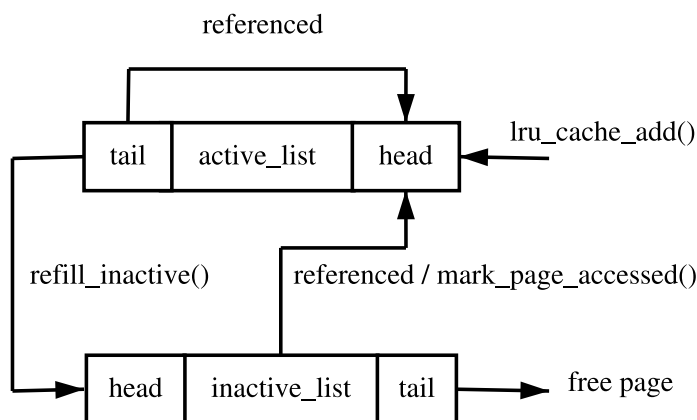 referenced
lru_cache_add()
tail active_list head
refill_inactive() referenced / mark_page_accessed()
head inactive_list tail free page